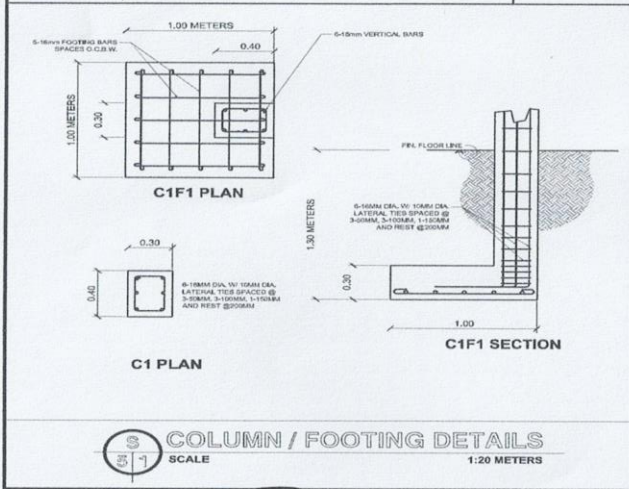 1.00 METERS
0.40
5-16mm FOOTING BARS
SPACES O.C.B.W.
6-16mm VERTICAL BARS
1.00 METERS
0.30
C1F1 PLAN
FIN. FLOOR LINE
1.30 METERS
6-16MM DIA. W/ 10MM DIA.
LATERAL TIES SPACED @
3-50MM, 3-100MM, 1-150MM
AND REST @200MM
0.30
1.00
C1F1 SECTION
0.30
0.40
6-16MM DIA. W/ 10MM DIA.
LATERAL TIES SPACED @
3-50MM, 3-100MM, 1-150MM
AND REST @200MM
C1 PLAN
S
1
COLUMN / FOOTING DETAILS
SCALE
1:20 METERS